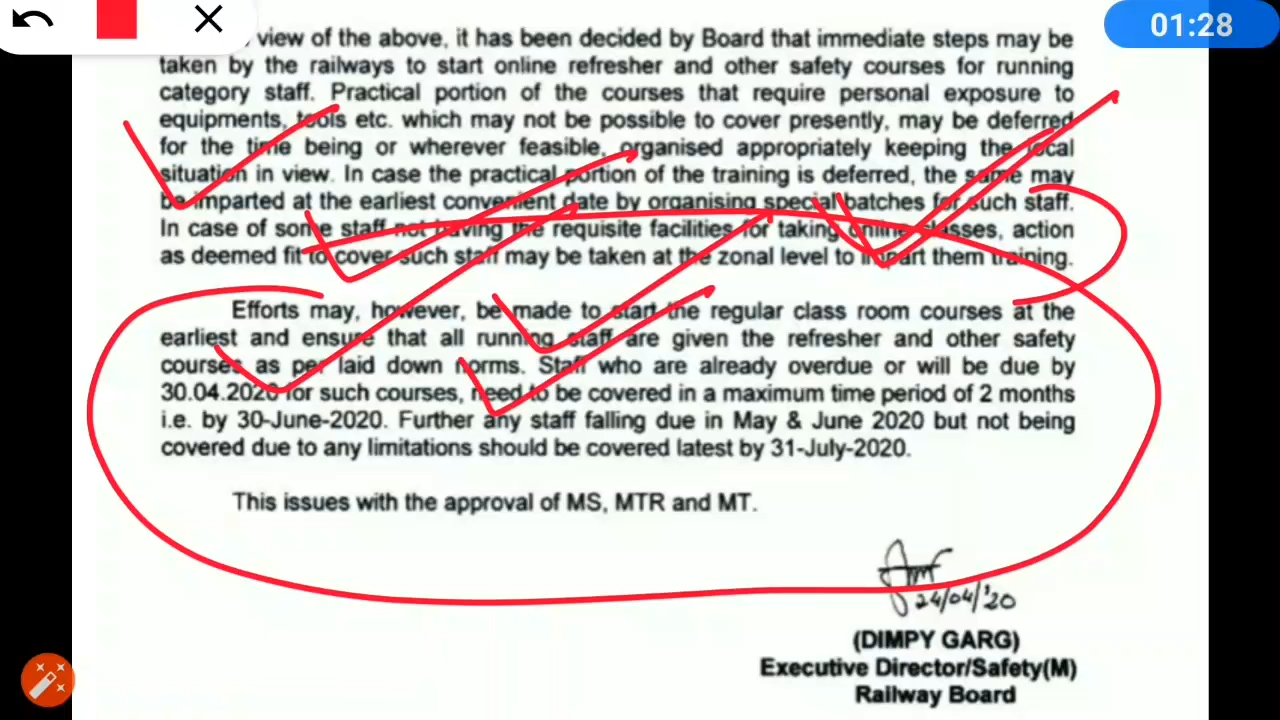 01:28
view of the above, it has been decided by Board that immediate steps may be
taken by the railways to start online refresher and other safety courses for running
category staff. Practical portion of the courses that require personal exposure to
equipments, tools etc. which may not be possible to cover presently, may be deferred
for the time being or wherever feasible, organised appropriately keeping the local
situation in view. In case the practical portion of the training is deferred, the same may
be imparted at the earliest convenient date by organising special batches for such staff.
In case of some staff not having the requisite facilities for taking online classes, action
as deemed fit to cover such staff may be taken at the zonal level to impart them training.
Efforts may, however, be made to start the regular class room courses at the
earliest and ensure that all running staff are given the refresher and other safety
courses as per laid down norms. Staff who are already overdue or will be due by
30.04.2020 for such courses, need to be covered in a maximum time period of 2 months
i.e. by 30-June-2020. Further any staff falling due in May & June 2020 but not being
covered due to any limitations should be covered latest by 31-July-2020.
This issues with the approval of MS, MTR and MT.
24/04/'20
(DIMPY GARG)
Executive Director/Safety(M)
Railway Board